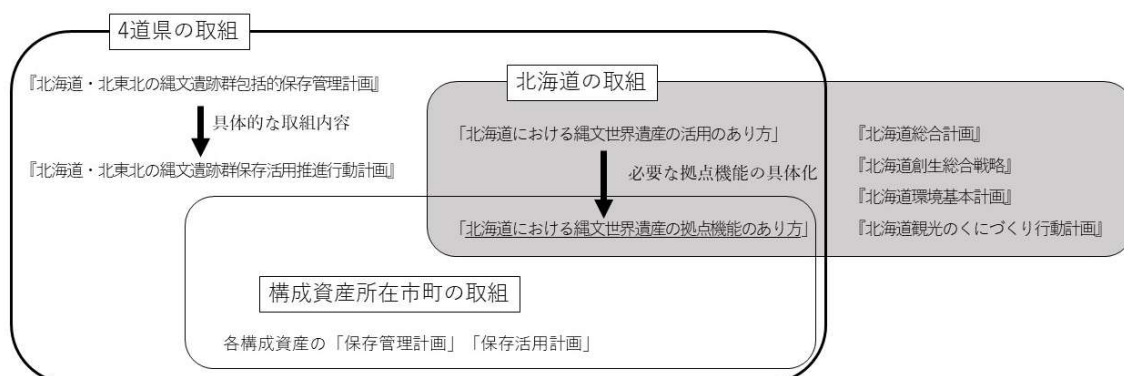 4道県の取組
『北海道・北東北の縄文遺跡群包括的保存管理計画』
具体的な取組内容
『北海道・北東北の縄文遺跡群保存活用推進行動計画』
北海道の取組
「北海道における縄文世界遺産の活用のあり方」
必要な拠点機能の具体化
「北海道における縄文世界遺産の拠点機能のあり方」
『北海道総合計画』
『北海道創生総合戦略』
『北海道環境基本計画』
『北海道観光のくにづくり行動計画』
構成資産所在市町の取組
各構成資産の「保存管理計画」「保存活用計画」